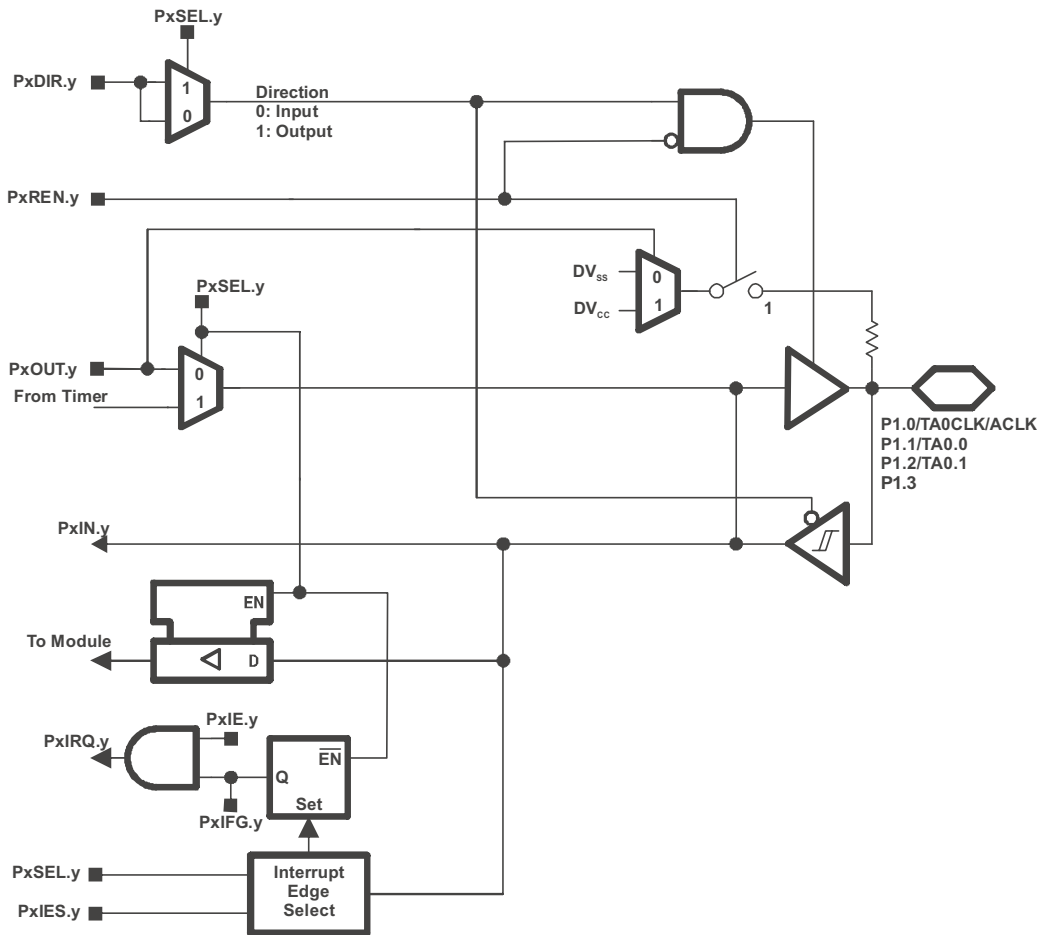 PxSEL.y
PxDIR.y
1
0
Direction
0: Input
1: Output
PxREN.y
DVSS
0
DVCC
1
1
PxSEL.y
PxOUT.y
0
From Timer
1
P1.0/TA0CLK/ACLK
P1.1/TA0.0
P1.2/TA0.1
P1.3
PxIN.y
EN
To Module
D
PxIE.y
PxIRQ.y
EN
Q
Set
PxIFG.y
PxSEL.y
PxIES.y
Interrupt
Edge
Select